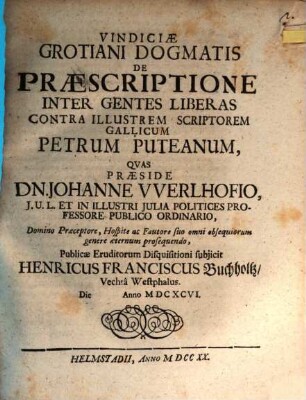 VINDICIÆ
GROTIANI DOGMATIS
DE
PRÆSCRIPTIONE
INTER GENTES LIBERAS
CONTRA ILLUSTREM SCRIPTOREM
GALLICUM
PETRUM PUTEANUM,
QVAS
PRÆSIDE
DN. JOHANNE VVERLHOFIO,
J. U. L. ET IN ILLUSTRI JULIA POLITICES PRO-
FESSORE PUBLICO ORDINARIO,
Domino Præceptore, Hospite ac Fautore suo omni obsequiorum
genere æternum prosequendo,
Publicæ Eruditorum Disquisitioni subjicit
HENRICUS FRANCISCUS Buchholtz/
Vechtâ Westphalus.
Die Anno MDCXCVI.
HELMSTADII, ANNO MDCCXX.